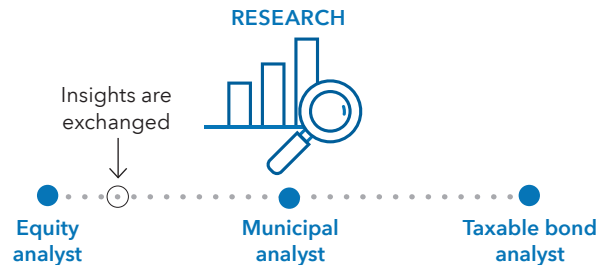 RESEARCH
Insights are
exchanged
Equity
analyst
Municipal
analyst
Taxable bond
analyst